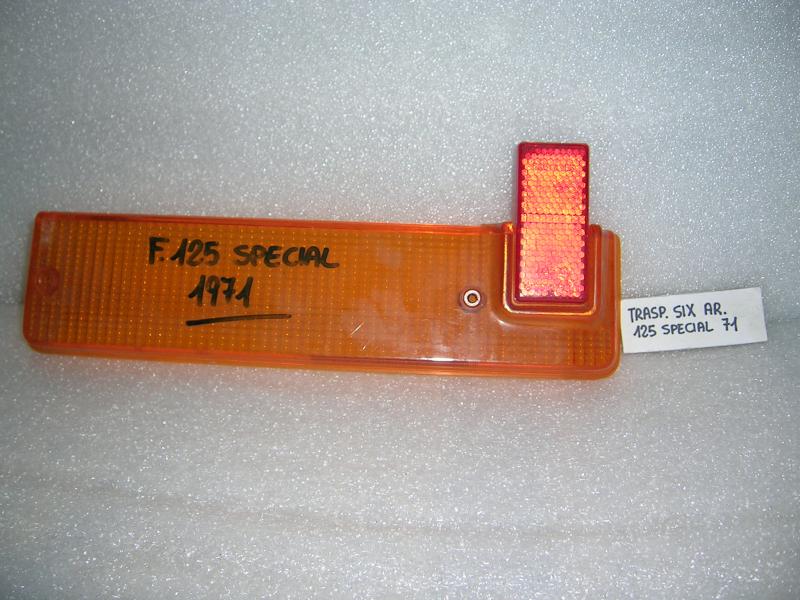 F. 125 SPECIAL
1971
TRASP. SIX AR.
125 SPECIAL 71